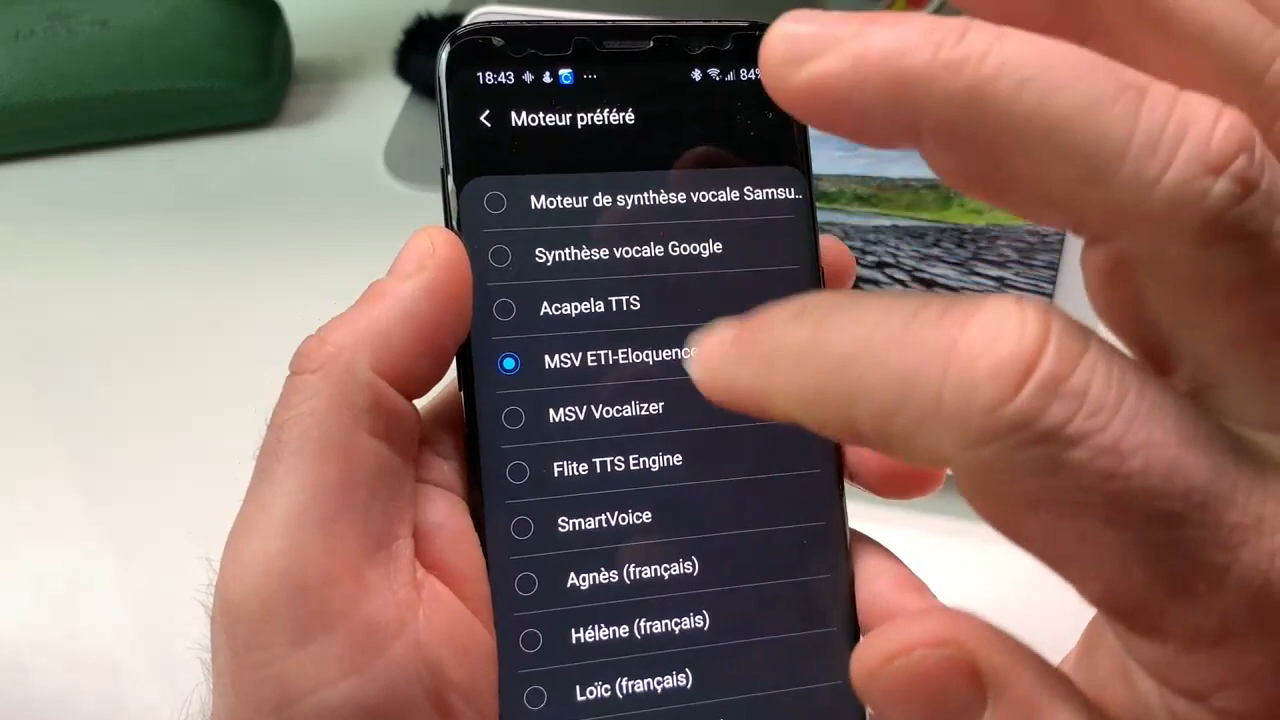 18:43
84%
Moteur préféré
Moteur de synthèse vocale Samsu..
Synthèse vocale Google
Acapela TTS
MSV ETI-Eloquence
MSV Vocalizer
Flite TTS Engine
SmartVoice
Agnès (français)
Hélène (français)
Loïc (français)